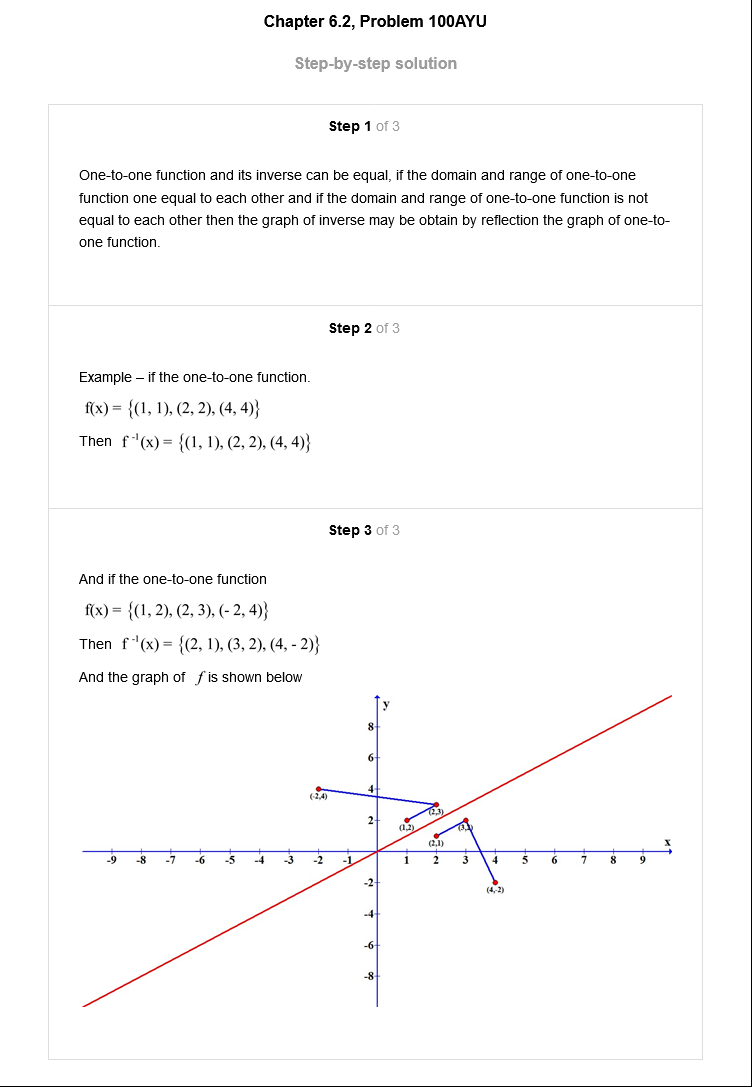 Chapter 6.2, Problem 100AYU
Step-by-step solution
Step 1 of 3
One-to-one function and its inverse can be equal, if the domain and range of one-to-one
function one equal to each other and if the domain and range of one-to-one function is not
equal to each other then the graph of inverse may be obtain by reflection the graph of one-to-
one function.
Step 2 of 3
Example – if the one-to-one function.
f(x) = {(1, 1), (2, 2), (4, 4)}
Then f⁻¹(x) = {(1, 1), (2, 2), (4, 4)}
Step 3 of 3
And if the one-to-one function
f(x) = {(1, 2), (2, 3), (- 2, 4)}
Then f⁻¹(x) = {(2, 1), (3, 2), (4, - 2)}
And the graph of f is shown below
y
8
6
4
(-2,4)
(2,3)
2
(1,2)
(3,2)
(2,1)
x
-9 -8 -7 -6 -5 -4 -3 -2 -1 1 2 3 4 5 6 7 8 9
-2
(4,-2)
-4
-6
-8